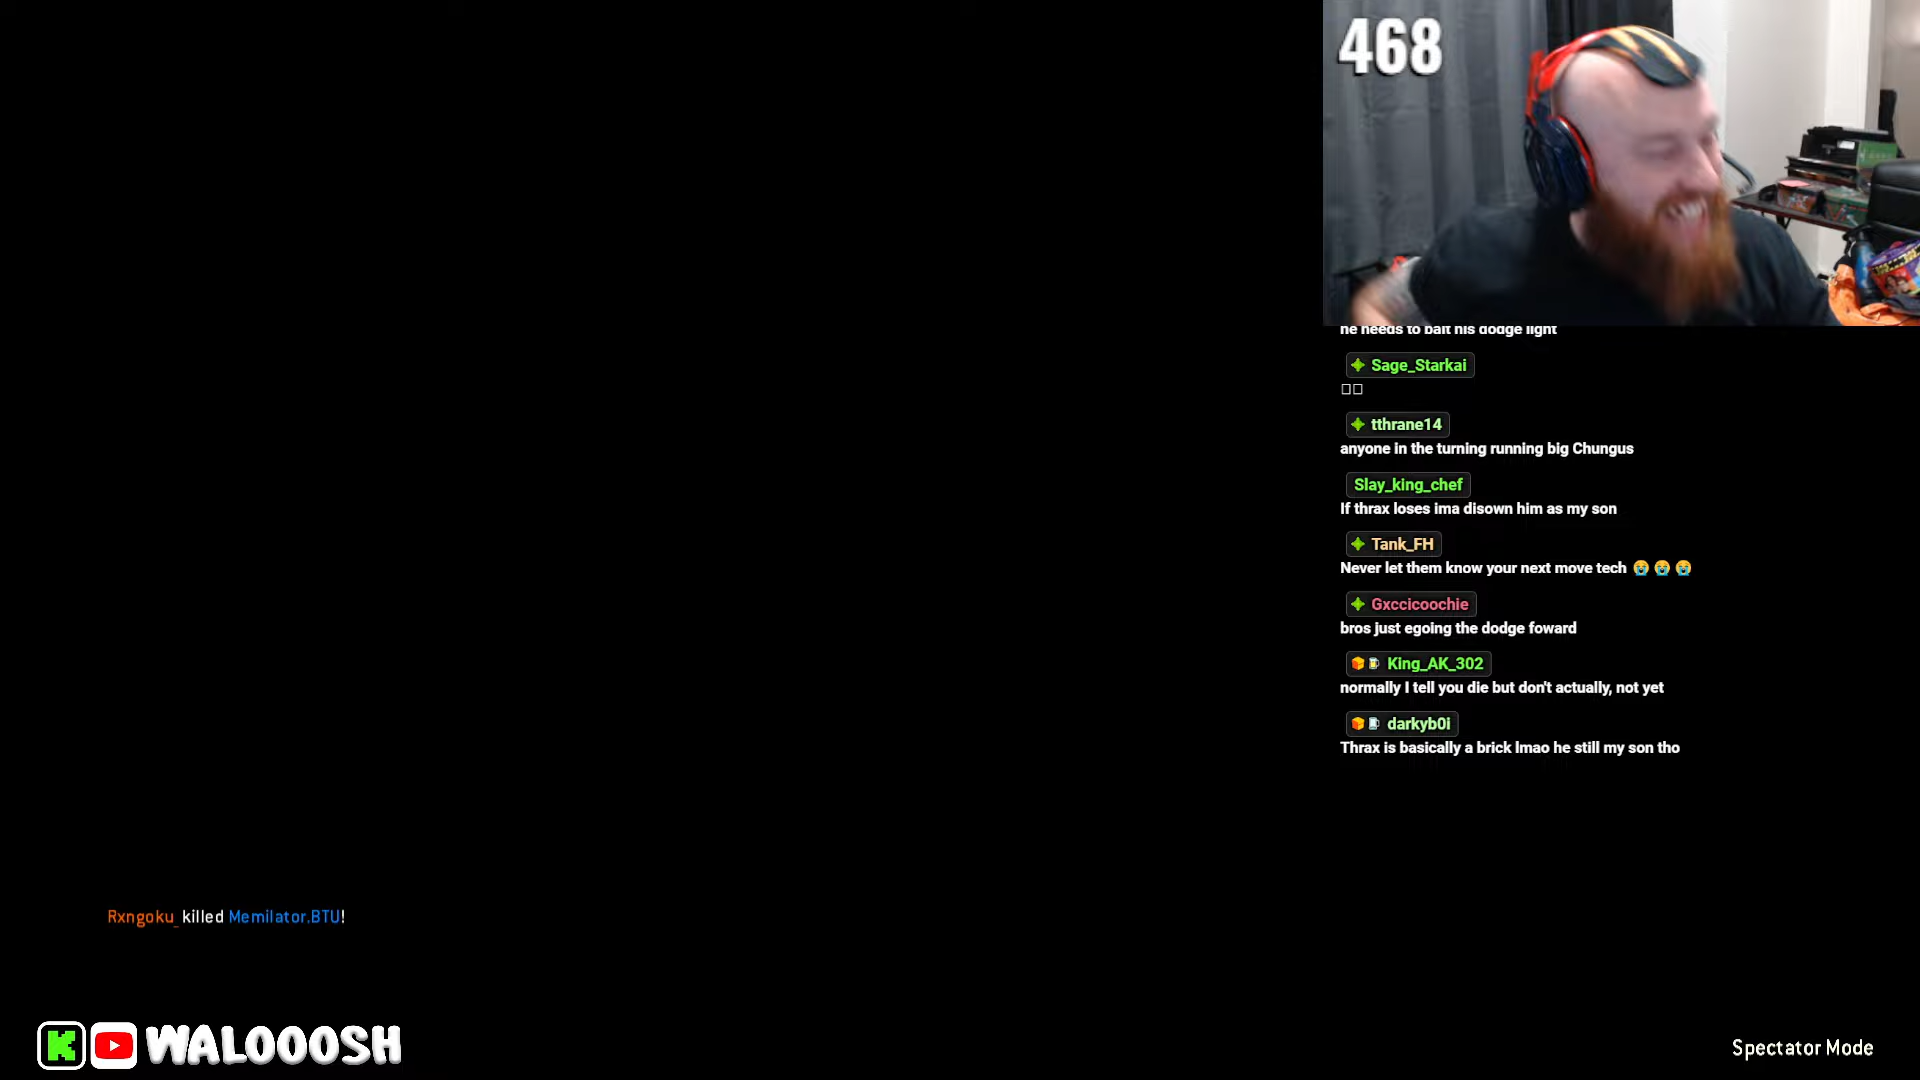 468
he needs to bait his dodge light
Sage_Starkai
tthrane14
anyone in the turning running big Chungus
Slay_king_chef
If thrax loses ima disown him as my son
Tank_FH
Never let them know your next move tech 😭 😭 😭
Gxccicoochie
bros just egoing the dodge foward
King_AK_302
normally I tell you die but don't actually, not yet
darkyb0i
Thrax is basically a brick lmao he still my son tho
Rxngoku_ killed Memilator.BTU!
WALOOOSH
Spectator Mode